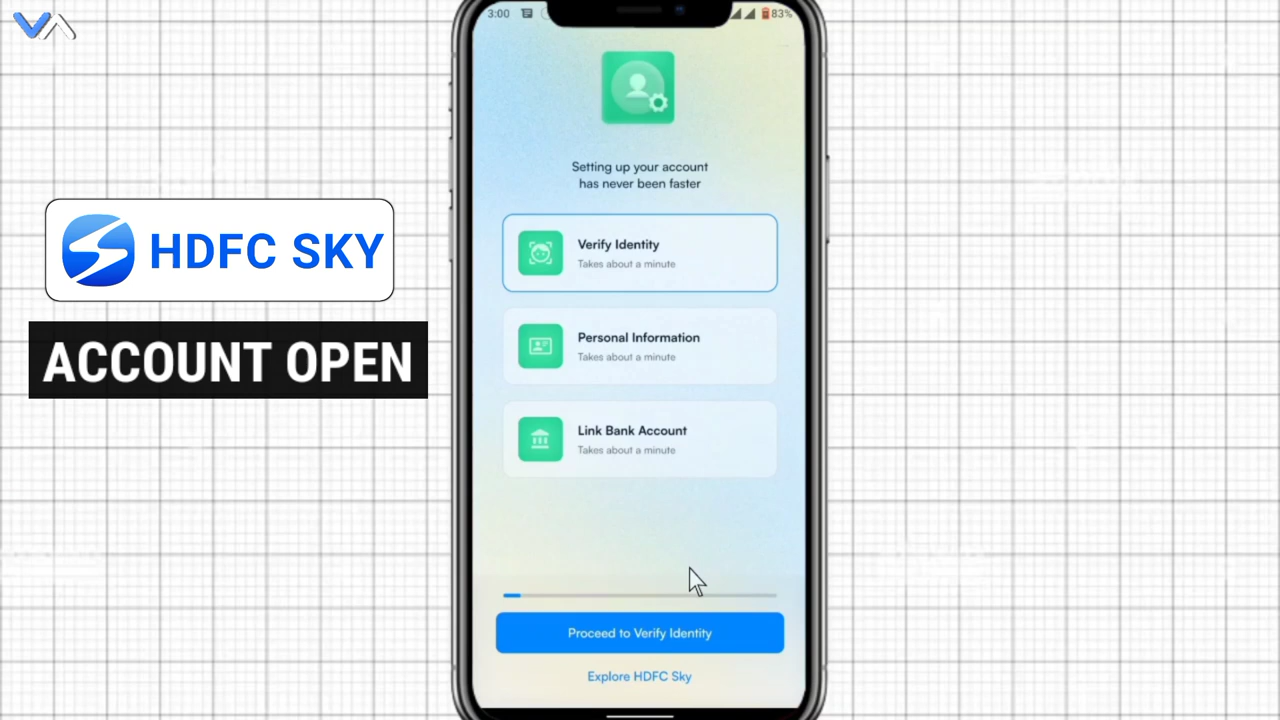 VA
HDFC SKY
ACCOUNT OPEN
3:00
83%
Setting up your account
has never been faster
Verify Identity
Takes about a minute
Personal Information
Takes about a minute
Link Bank Account
Takes about a minute
Proceed to Verify Identity
Explore HDFC Sky